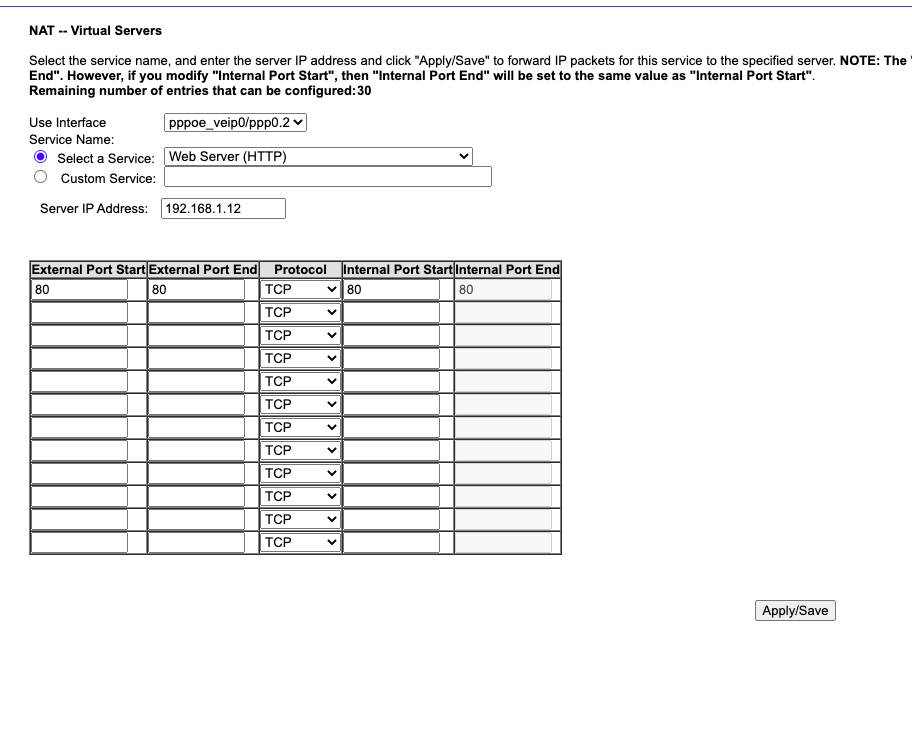 NAT -- Virtual Servers
Select the service name, and enter the server IP address and click "Apply/Save" to forward IP packets for this service to the specified server. NOTE: The "
End". However, if you modify "Internal Port Start", then "Internal Port End" will be set to the same value as "Internal Port Start".
Remaining number of entries that can be configured:30
Use Interface pppoe_veip0/ppp0.2
Service Name:
Select a Service: Web Server (HTTP)
Custom Service:
Server IP Address: 192.168.1.12
External Port Start External Port End Protocol Internal Port Start Internal Port End
80 80 TCP 80 80
TCP
TCP
TCP
TCP
TCP
TCP
TCP
TCP
TCP
TCP
TCP
Apply/Save